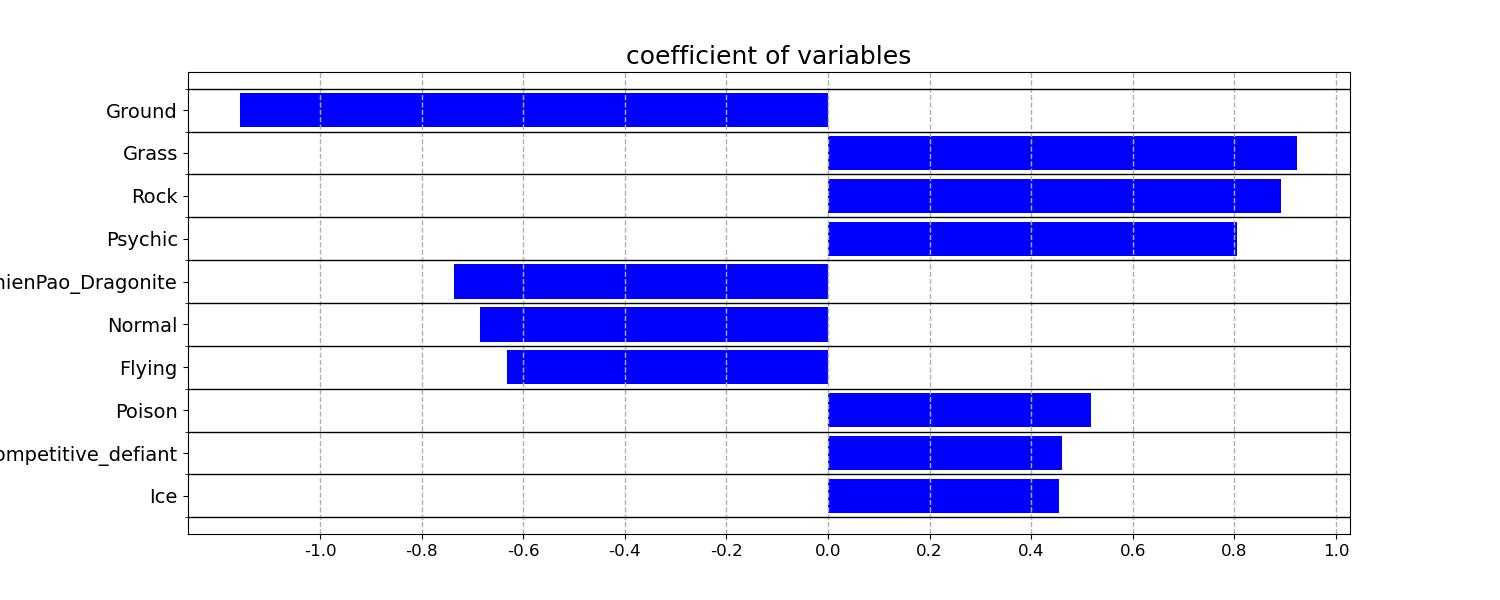 coefficient of variables
Ground
Grass
Rock
Psychic
hienPao_Dragonite
Normal
Flying
Poison
ompetitive_defiant
Ice
-1.0 -0.8 -0.6 -0.4 -0.2 0.0 0.2 0.4 0.6 0.8 1.0